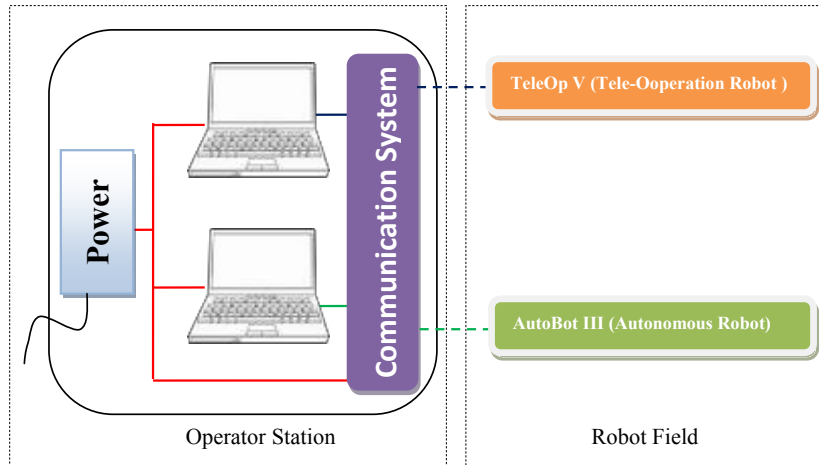 Power
Communication System
TeleOp V (Tele-Ooperation Robot )
AutoBot III (Autonomous Robot)
Operator Station
Robot Field